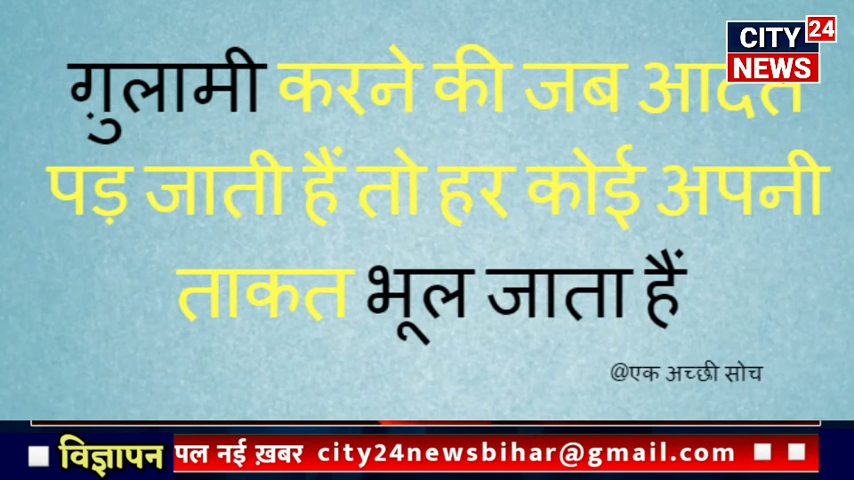 CITY 24
NEWS
ग़ुलामी करने की जब आदत
पड़ जाती हैं तो हर कोई अपनी
ताकत भूल जाता हैं
@एक अच्छी सोच
विज्ञापन पल नई ख़बर city24newsbihar@gmail.com